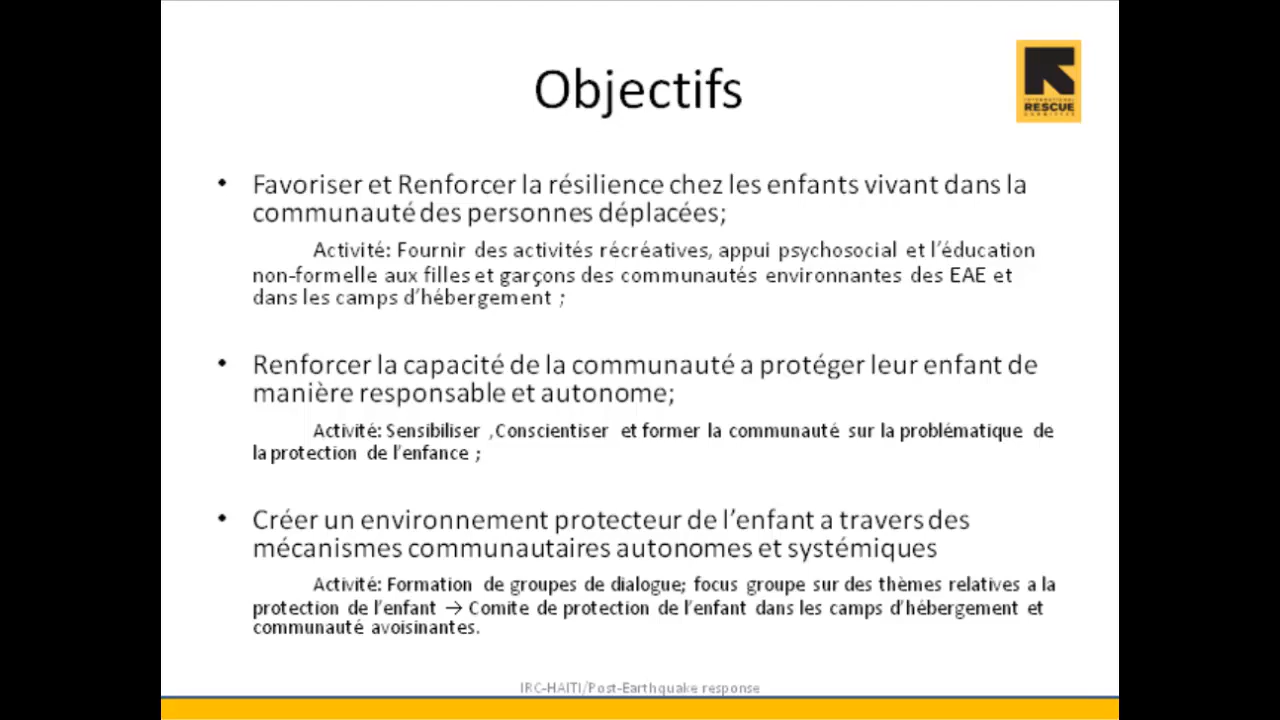 Objectifs
INTERNATIONAL
RESCUE
COMMITTEE
• Favoriser et Renforcer la résilience chez les enfants vivant dans la
communauté des personnes déplacées;
Activité: Fournir des activités récréatives, appui psychosocial et l’éducation
non-formelle aux filles et garçons des communautés environnantes des EAE et
dans les camps d’hébergement ;
• Renforcer la capacité de la communauté a protéger leur enfant de
manière responsable et autonome;
Activité: Sensibiliser ,Conscientiser et former la communauté sur la problématique de
la protection de l’enfance ;
• Créer un environnement protecteur de l’enfant a travers des
mécanismes communautaires autonomes et systémiques
Activité: Formation de groupes de dialogue; focus groupe sur des thèmes relatives a la
protection de l’enfant → Comite de protection de l’enfant dans les camps d’hébergement et
communauté avoisinantes.
IRC-HAITI/Post-Earthquake response